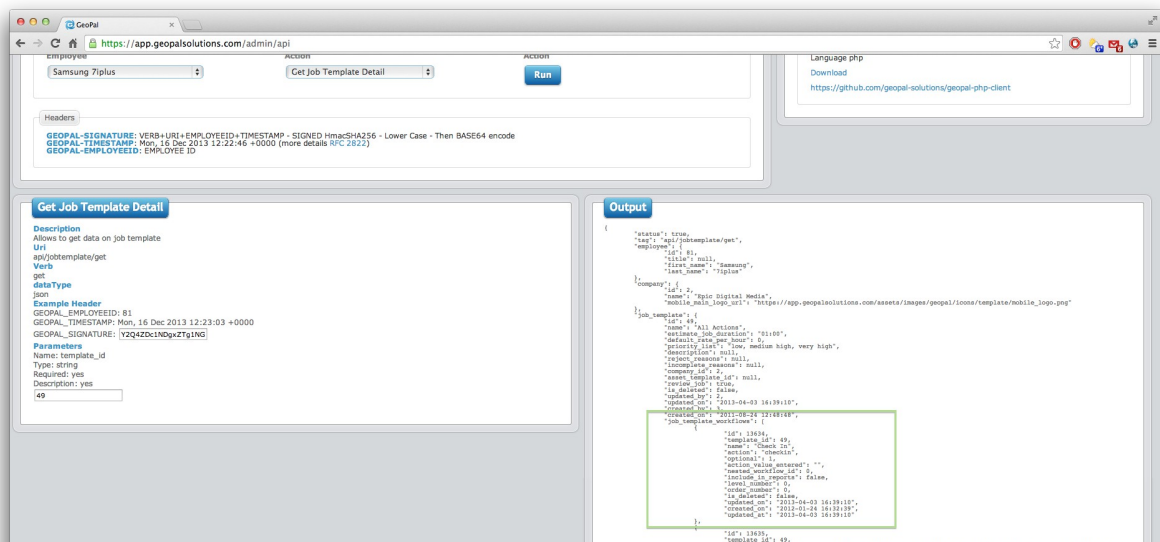 GeoPal
https://app.geopalsolutions.com/admin/api
Employee
Action
Action
Samsung 7iplus
Get Job Template Detail
Run
Headers
GEOPAL-SIGNATURE: VERB+URI+EMPLOYEEID+TIMESTAMP - SIGNED HmacSHA256 - Lower Case - Then BASE64 encode
GEOPAL-TIMESTAMP: Mon, 16 Dec 2013 12:22:46 +0000 (more details RFC 2822)
GEOPAL-EMPLOYEEID: EMPLOYEE ID
Language php
Download
https://github.com/geopal-solutions/geopal-php-client
Get Job Template Detail
Description
Allows to get data on job template
Uri
api/jobtemplate/get
Verb
get
dataType
json
Example Header
GEOPAL_EMPLOYEEID: 81
GEOPAL_TIMESTAMP: Mon, 16 Dec 2013 12:23:03 +0000
GEOPAL_SIGNATURE: Y2Q4ZDc1NDgxZTg1NG
Parameters
Name: template_id
Type: string
Required: yes
Description: yes
49
Output
{
"status": true,
"tag": "api/jobtemplate/get",
"employee": {
"id": 81,
"title": null,
"first_name": "Samsung",
"last_name": "7iplus"
},
"company": {
"id": 2,
"name": "Epic Digital Media",
"mobile_main_logo_url": "https://app.geopalsolutions.com/assets/images/geopal/icons/template/mobile_logo.png"
},
"job_template": {
"id": 49,
"name": "All Actions",
"estimate_job_duration": "01:00",
"default_rate_per_hour": 0,
"priority_list": "low, medium high, very high",
"description": null,
"reject_reasons": null,
"incomplete_reasons": null,
"company_id": 2,
"asset_template_id": null,
"review_job": true,
"is_deleted": false,
"updated_by": 2,
"updated_on": "2013-04-03 16:39:10",
"created_by": 3,
"created_on": "2011-08-24 12:48:48",
"job_template_workflows": [
{
"id": 13634,
"template_id": 49,
"name": "Check In",
"action": "checkin",
"optional": 1,
"action_value_entered": "",
"nested_workflow_id": 0,
"include_in_reports": false,
"level_number": 0,
"order_number": 0,
"is_deleted": false,
"updated_on": "2013-04-03 16:39:10",
"created_on": "2012-01-24 16:32:39",
"updated_at": "2013-04-03 16:39:10"
},
{
"id": 13635,
"template_id": 49,